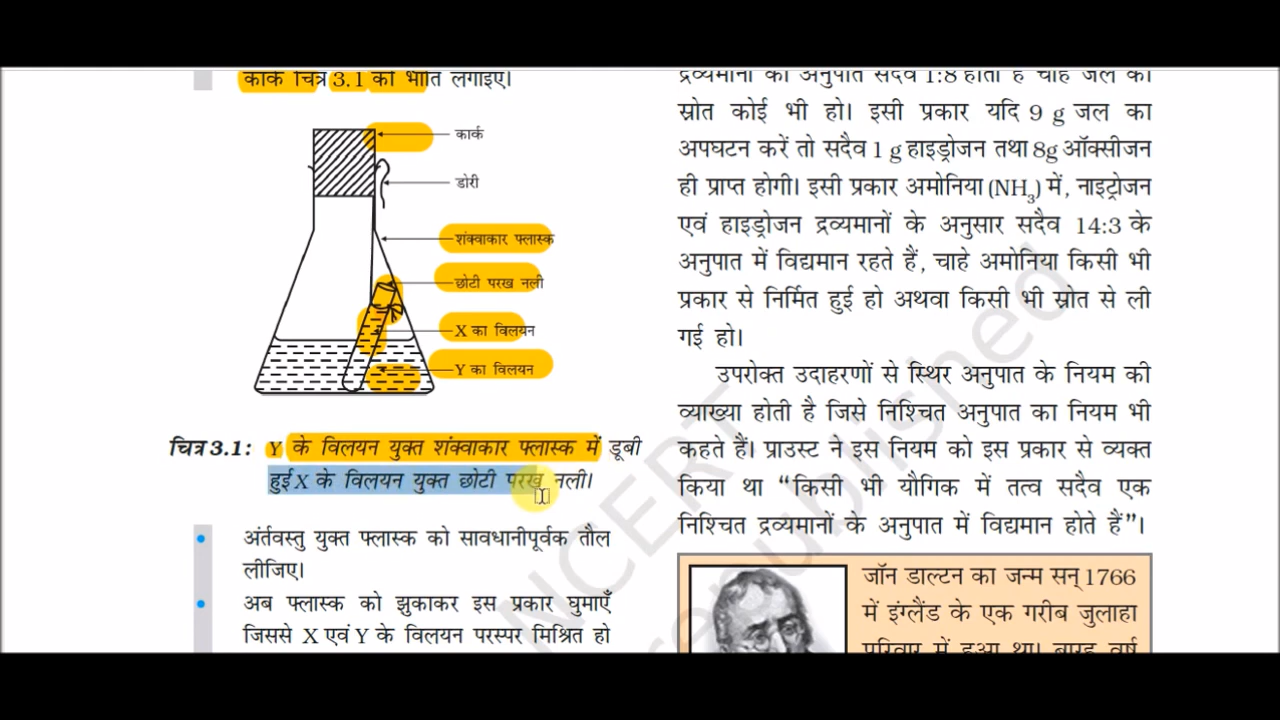 कार्क चित्र 3.1 की भाँति लगाइए।
कार्क
डोरी
शंक्वाकार फ्लास्क
छोटी परख नली
X का विलयन
Y का विलयन
चित्र 3.1: Y के विलयन युक्त शंक्वाकार फ्लास्क में डूबी
हुई X के विलयन युक्त छोटी परख नली।
अंर्तवस्तु युक्त फ्लास्क को सावधानीपूर्वक तौल
लीजिए।
अब फ्लास्क को झुकाकर इस प्रकार घुमाएँ
जिससे X एवं Y के विलयन परस्पर मिश्रित हो
द्रव्यमानों का अनुपात सदैव 1:8 होता है चाहे जल का
स्रोत कोई भी हो। इसी प्रकार यदि 9 g जल का
अपघटन करें तो सदैव 1 g हाइड्रोजन तथा 8g ऑक्सीजन
ही प्राप्त होगी। इसी प्रकार अमोनिया (NH₃) में, नाइट्रोजन
एवं हाइड्रोजन द्रव्यमानों के अनुसार सदैव 14:3 के
अनुपात में विद्यमान रहते हैं, चाहे अमोनिया किसी भी
प्रकार से निर्मित हुई हो अथवा किसी भी स्रोत से ली
गई हो।
उपरोक्त उदाहरणों से स्थिर अनुपात के नियम की
व्याख्या होती है जिसे निश्चित अनुपात का नियम भी
कहते हैं। प्राउस्ट ने इस नियम को इस प्रकार से व्यक्त
किया था “किसी भी यौगिक में तत्व सदैव एक
निश्चित द्रव्यमानों के अनुपात में विद्यमान होते हैं”।
जॉन डाल्टन का जन्म सन् 1766
में इंग्लैंड के एक गरीब जुलाहा
परिवार में हुआ था। बारह वर्ष
NCERT
republished